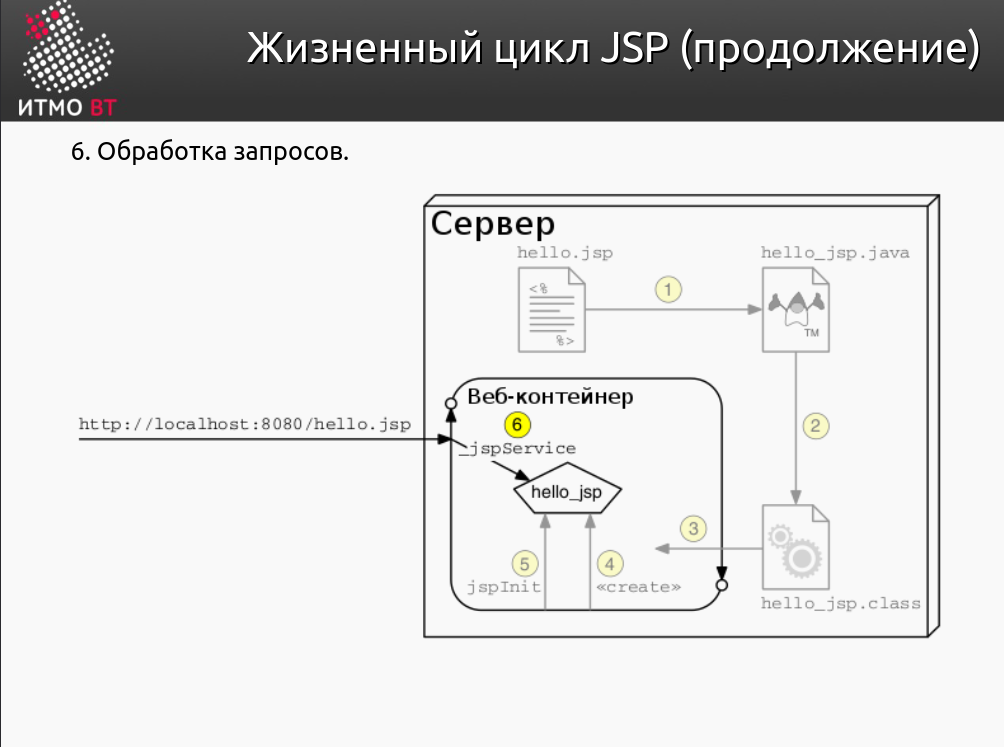 Жизненный цикл JSP (продолжение)
ИТМО ВТ
6. Обработка запросов.
Сервер
hello.jsp
hello_jsp.java
<%
%>
1
TM
Веб-контейнер
http://localhost:8080/hello.jsp
6
2
_jspService
hello_jsp
3
5
4
jspInit
«create»
hello_jsp.class